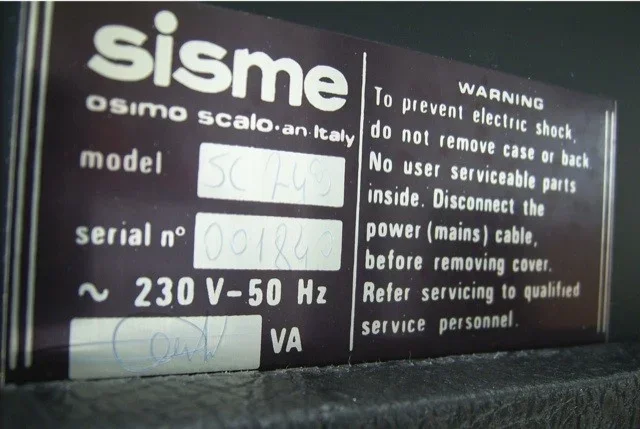 sisme
osimo scalo·an·Italy
model
serial n° 001840
~ 230 V-50 Hz
VA
WARNING
To prevent electric shock,
do not remove case or back.
No user serviceable parts
inside. Disconnect the
power (mains) cable,
before removing cover.
Refer servicing to qualified
service personnel.